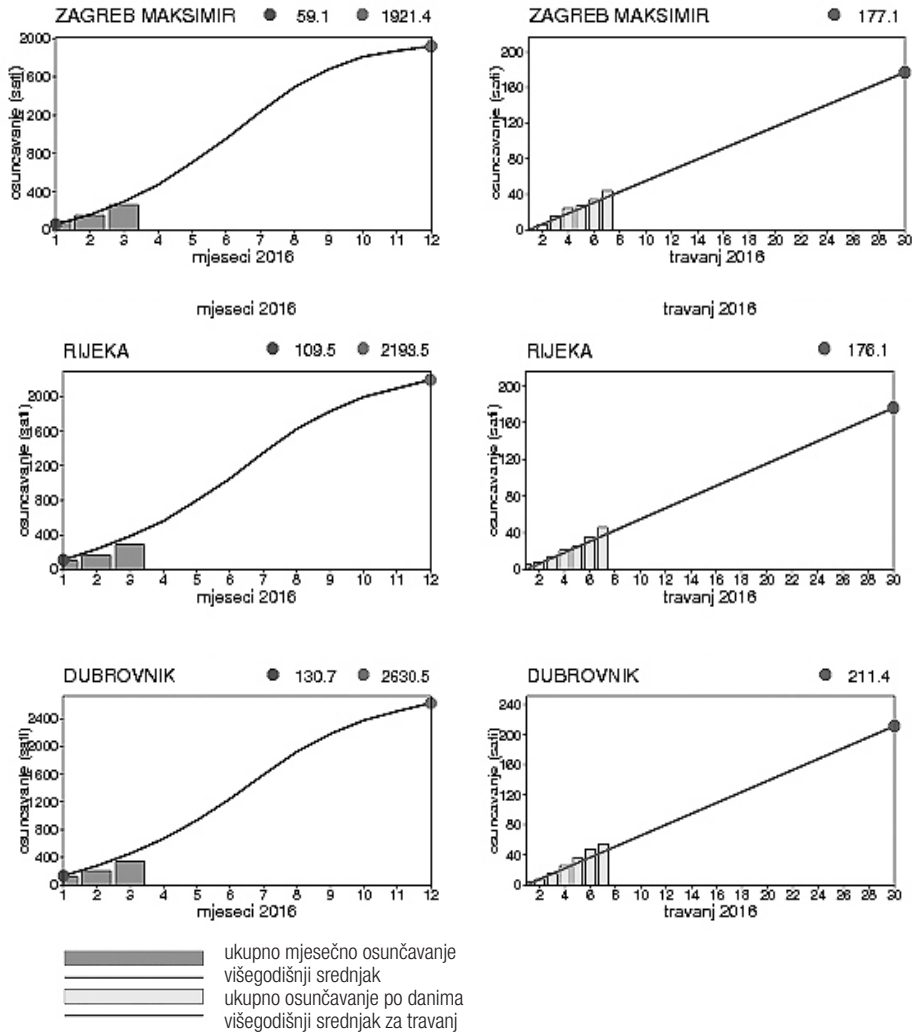 ZAGREB MAKSIMIR 59.1 1921.4
osuncavanje (sati)
2000
1600
1200
800
400
0
1 2 3 4 5 6 7 8 9 10 11 12
mjeseci 2016
ZAGREB MAKSIMIR 177.1
osuncavanje (sati)
200
160
120
80
40
0
2 4 6 8 10 12 14 16 18 20 22 24 26 28 30
travanj 2016
mjeseci 2016
travanj 2016
RIJEKA 109.5 2193.5
osuncavanje (sati)
2000
1600
1200
800
400
0
1 2 3 4 5 6 7 8 9 10 11 12
mjeseci 2016
RIJEKA 176.1
osuncavanje (sati)
200
160
120
80
40
0
2 4 6 8 10 12 14 16 18 20 22 24 26 28 30
travanj 2016
DUBROVNIK 130.7 2630.5
osuncavanje (sati)
2400
2000
1600
1200
800
400
0
1 2 3 4 5 6 7 8 9 10 11 12
mjeseci 2016
DUBROVNIK 211.4
osuncavanje (sati)
240
200
160
120
80
40
0
2 4 6 8 10 12 14 16 18 20 22 24 26 28 30
travanj 2016
ukupno mjesečno osunčavanje
višegodišnji srednjak
ukupno osunčavanje po danima
višegodišnji srednjak za travanj